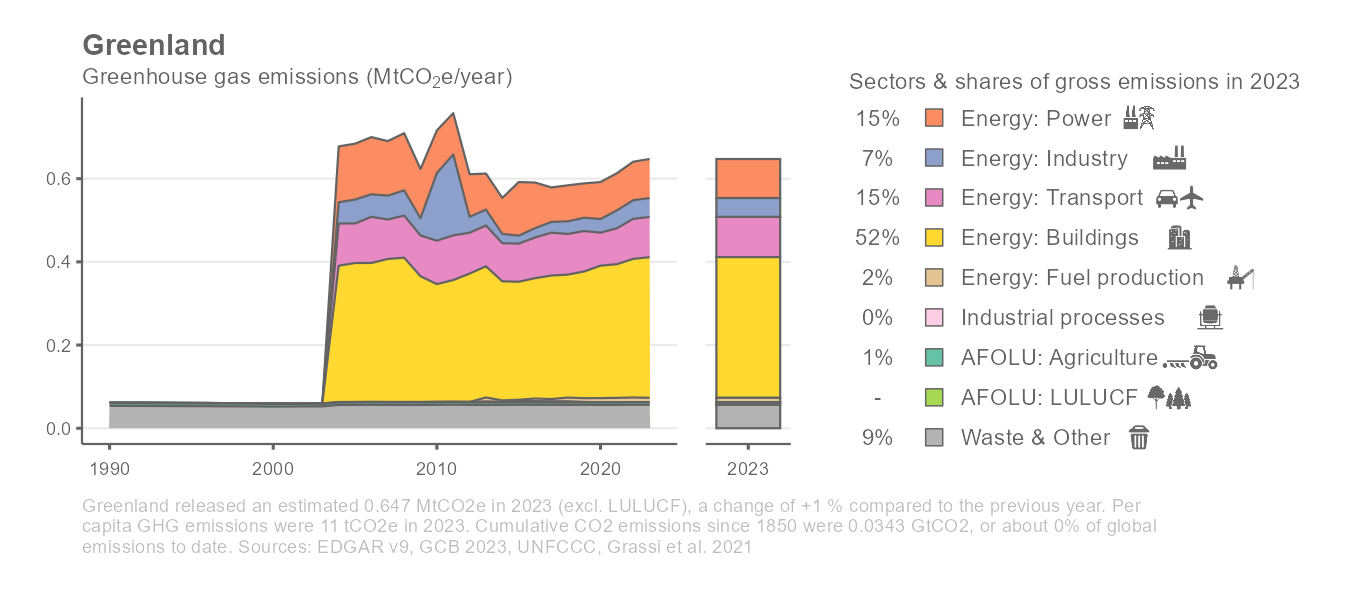 Greenland
Greenhouse gas emissions (MtCO₂e/year)
0.6
0.4
0.2
0.0
1990 2000 2010 2020 2023
Sectors & shares of gross emissions in 2023
15% Energy: Power
7% Energy: Industry
15% Energy: Transport
52% Energy: Buildings
2% Energy: Fuel production
0% Industrial processes
1% AFOLU: Agriculture
- AFOLU: LULUCF
9% Waste & Other
Greenland released an estimated 0.647 MtCO2e in 2023 (excl. LULUCF), a change of +1 % compared to the previous year. Per
capita GHG emissions were 11 tCO2e in 2023. Cumulative CO2 emissions since 1850 were 0.0343 GtCO2, or about 0% of global
emissions to date. Sources: EDGAR v9, GCB 2023, UNFCCC, Grassi et al. 2021